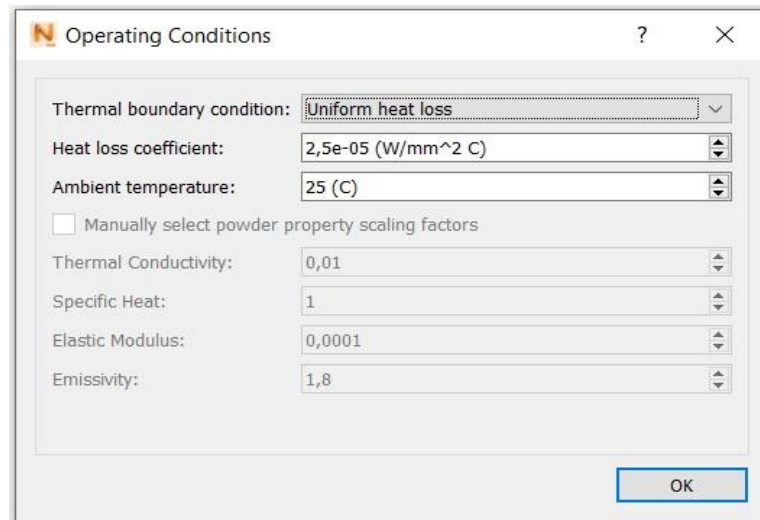 Operating Conditions
Thermal boundary condition: Uniform heat loss
Heat loss coefficient: 2,5e-05 (W/mm^2 C)
Ambient temperature: 25 (C)
Manually select powder property scaling factors
Thermal Conductivity: 0,01
Specific Heat: 1
Elastic Modulus: 0,0001
Emissivity: 1,8
OK